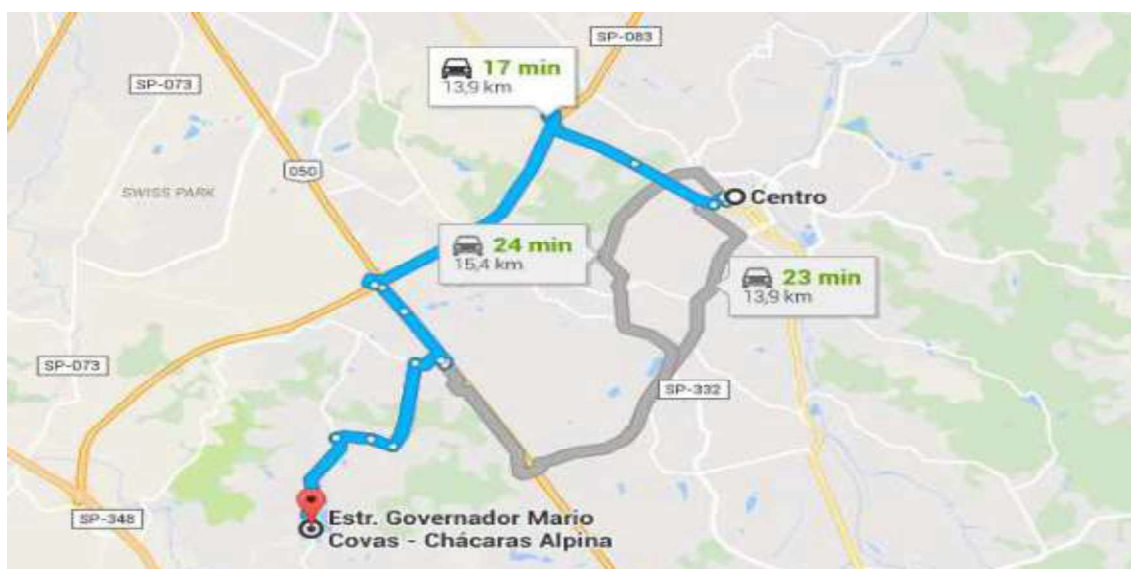 SP-083
17 min
13,9 km
SP-073
050
SWISS PARK
Centro
24 min
15,4 km
23 min
13,9 km
SP-073
SP-332
SP-348
Estr. Governador Mario
Covas - Chácaras Alpina